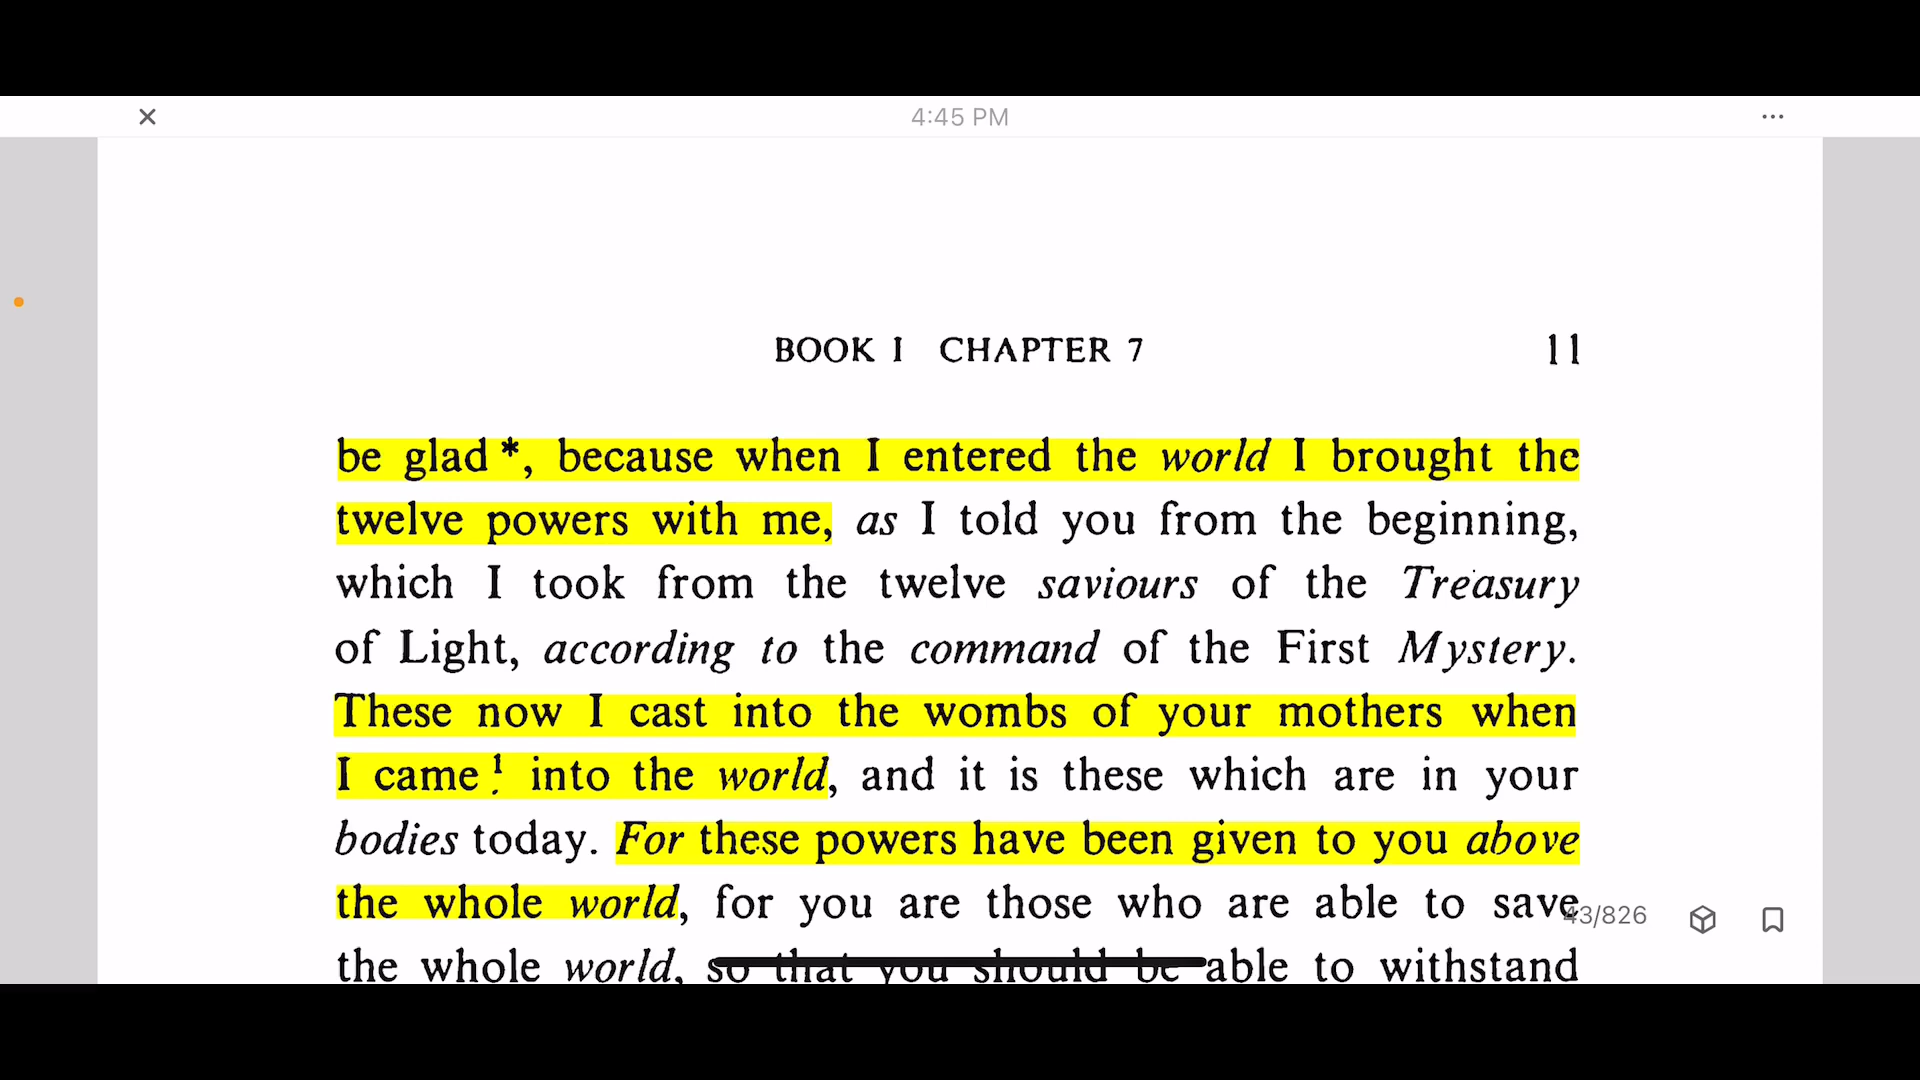 4:45 PM
BOOK I CHAPTER 7 11
be glad *, because when I entered the world I brought the
twelve powers with me, as I told you from the beginning,
which I took from the twelve saviours of the Treasury
of Light, according to the command of the First Mystery.
These now I cast into the wombs of your mothers when
I came ¹ into the world, and it is these which are in your
bodies today. For these powers have been given to you above
the whole world, for you are those who are able to save
43/826
the whole world, so that you should be able to withstand